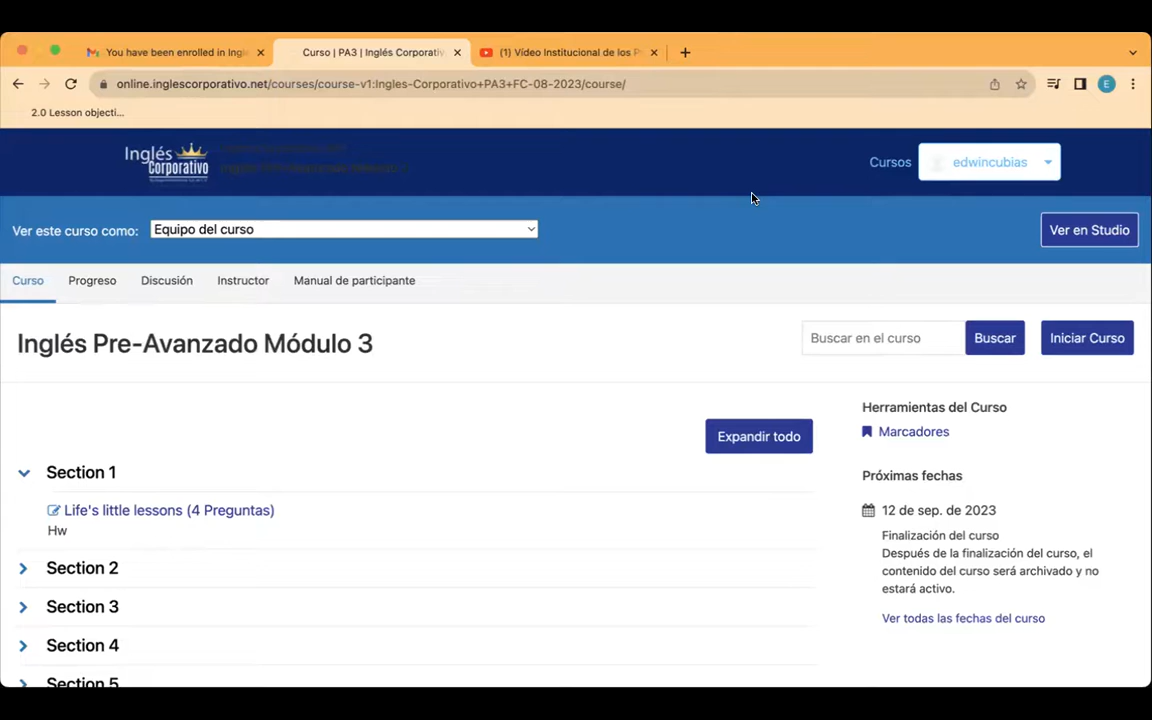 You have been enrolled in Ingl
Curso | PA3 | Inglés Corporativ
(1) Vídeo Institucional de los P
online.inglescorporativo.net/courses/course-v1:Ingles-Corporativo+PA3+FC-08-2023/course/
E
2.0 Lesson objecti...
Inglés
Corporativo
Cursos
edwincubias
Ver este curso como:
Equipo del curso
Ver en Studio
Curso
Progreso
Discusión
Instructor
Manual de participante
Inglés Pre-Avanzado Módulo 3
Buscar en el curso
Buscar
Iniciar Curso
Expandir todo
Section 1
Life's little lessons (4 Preguntas)
Hw
Section 2
Section 3
Section 4
Section 5
Herramientas del Curso
Marcadores
Próximas fechas
12 de sep. de 2023
Finalización del curso
Después de la finalización del curso, el
contenido del curso será archivado y no
estará activo.
Ver todas las fechas del curso